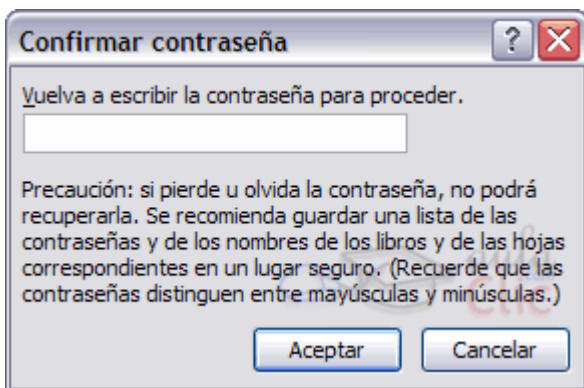 Confirmar contraseña
Vuelva a escribir la contraseña para proceder.
Precaución: si pierde u olvida la contraseña, no podrá
recuperarla. Se recomienda guardar una lista de las
contraseñas y de los nombres de los libros y de las hojas
correspondientes en un lugar seguro. (Recuerde que las
contraseñas distinguen entre mayúsculas y minúsculas.)
aula
Clic
Aceptar
Cancelar